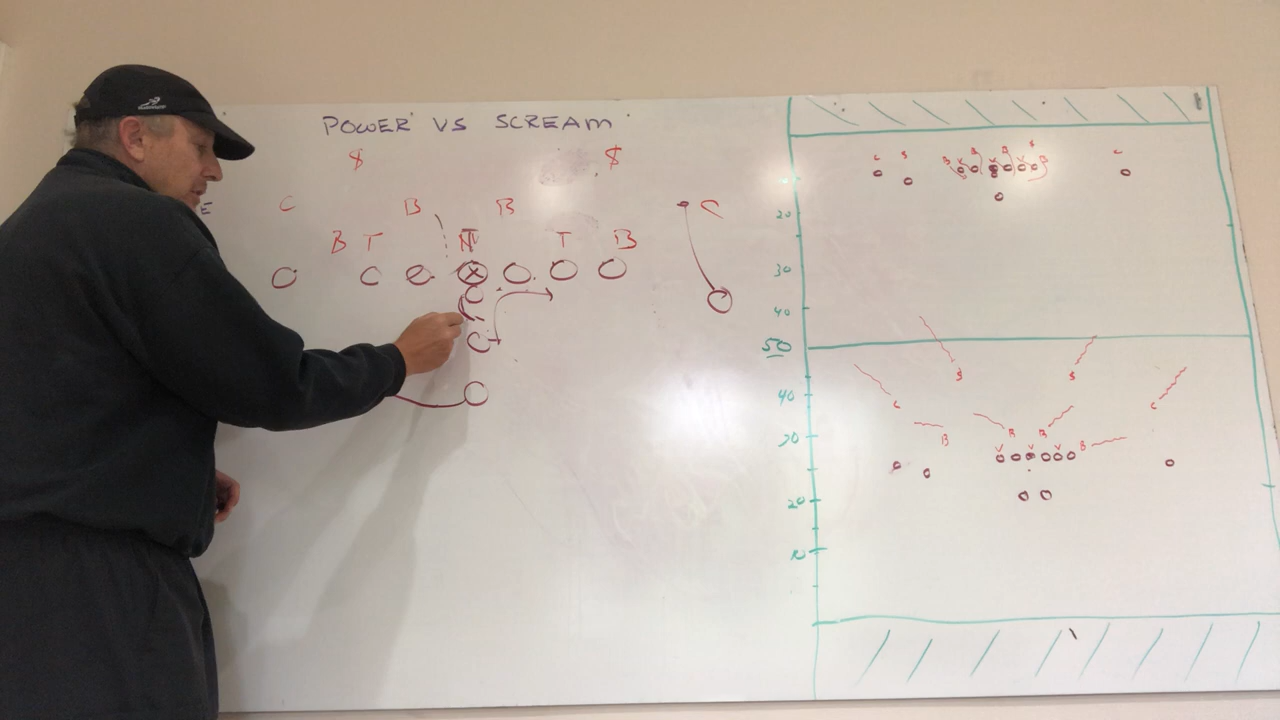 POWER VS SCREAM
$ $
E C B B C
B T N T B
20
30
40
50
40
30
20
10
C S B B B $ B C
S S
C C
B B B B
V V V